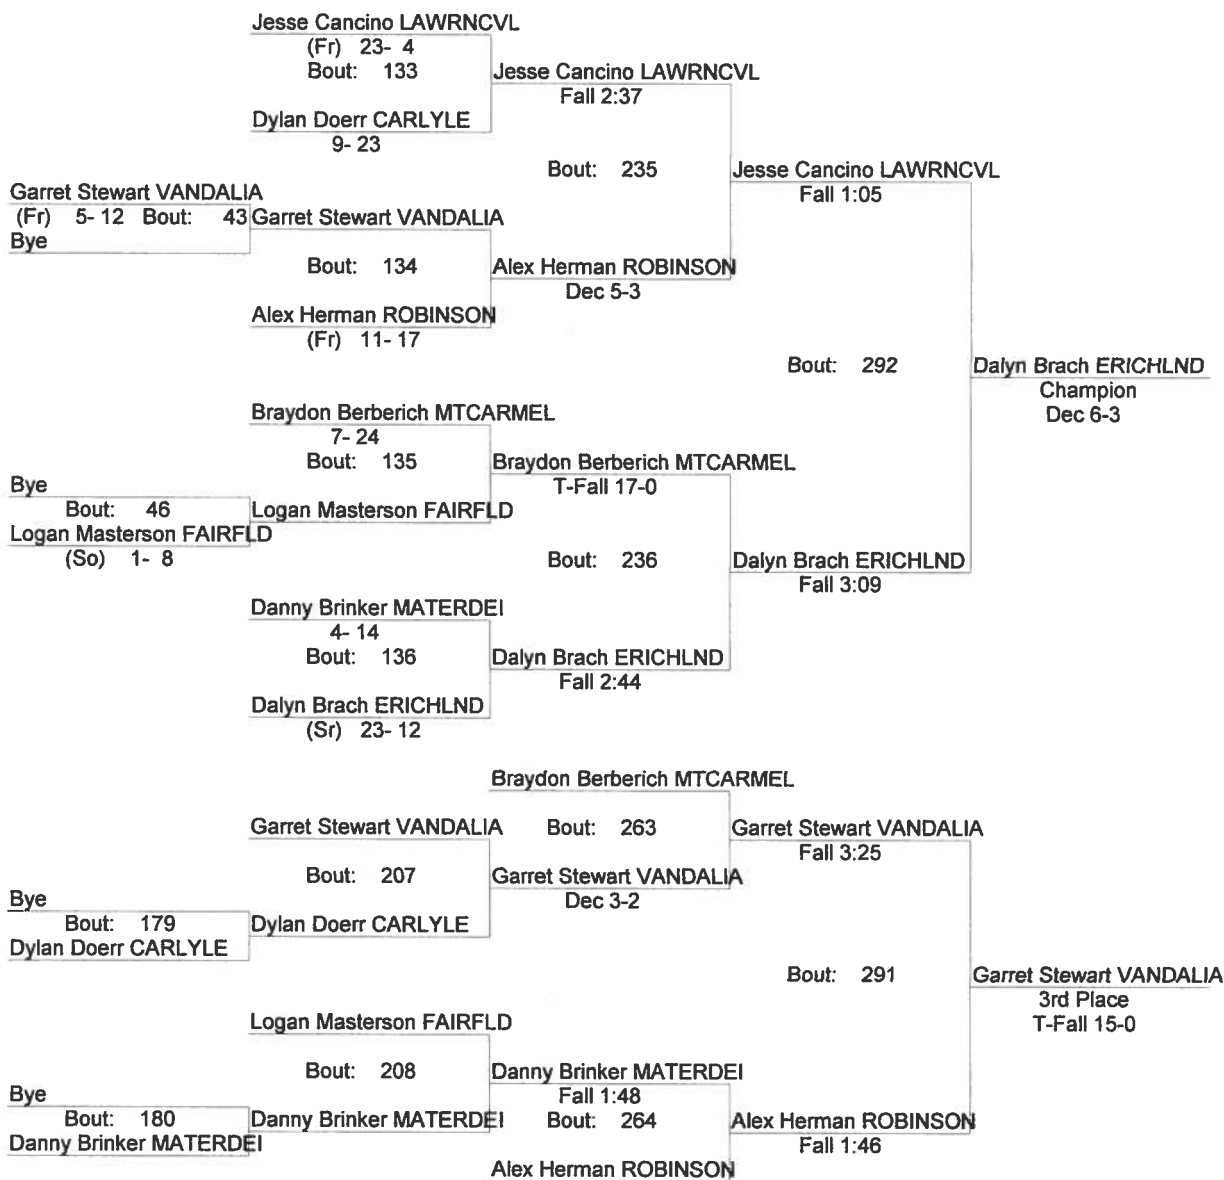 Jesse Cancino LAWRNCVL
(Fr) 23- 4
Bout: 133
Jesse Cancino LAWRNCVL
Fall 2:37
Dylan Doerr CARLYLE
9- 23
Bout: 235
Jesse Cancino LAWRNCVL
Fall 1:05
Garret Stewart VANDALIA
(Fr) 5- 12 Bout: 43
Garret Stewart VANDALIA
Bye
Bout: 134
Alex Herman ROBINSON
Dec 5-3
Alex Herman ROBINSON
(Fr) 11- 17
Bout: 292
Dalyn Brach ERICHLND
Champion
Dec 6-3
Braydon Berberich MTCARMEL
7- 24
Bout: 135
Braydon Berberich MTCARMEL
T-Fall 17-0
Bye
Bout: 46
Logan Masterson FAIRFLD
Logan Masterson FAIRFLD
(So) 1- 8
Bout: 236
Dalyn Brach ERICHLND
Fall 3:09
Danny Brinker MATERDEI
4- 14
Bout: 136
Dalyn Brach ERICHLND
Fall 2:44
Dalyn Brach ERICHLND
(Sr) 23- 12
Braydon Berberich MTCARMEL
Garret Stewart VANDALIA
Bout: 263
Garret Stewart VANDALIA
Fall 3:25
Bout: 207
Garret Stewart VANDALIA
Dec 3-2
Bye
Bout: 179
Dylan Doerr CARLYLE
Dylan Doerr CARLYLE
Bout: 291
Garret Stewart VANDALIA
3rd Place
T-Fall 15-0
Logan Masterson FAIRFLD
Bout: 208
Danny Brinker MATERDEI
Fall 1:48
Bye
Bout: 180
Danny Brinker MATERDEI
Danny Brinker MATERDEI
Bout: 264
Alex Herman ROBINSON
Fall 1:46
Alex Herman ROBINSON